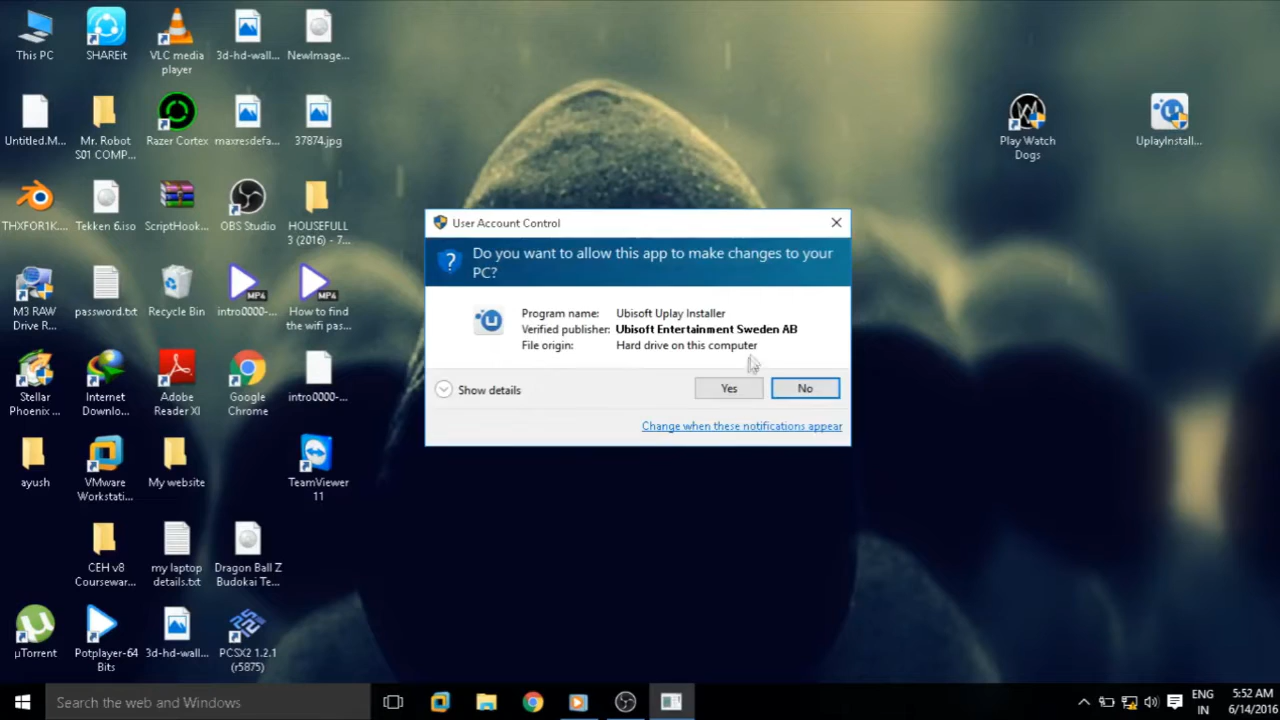 This PC
SHAREit
VLC media
player
3d-hd-wall...
NewImage...
Play Watch
Dogs
UplayInstall...
Untitled.M...
Mr. Robot
S01 COMP...
Razer Cortex
maxresdefa...
37874.jpg
THXFOR1K....
Tekken 6.iso
ScriptHook...
OBS Studio
HOUSEFULL
3 (2016) - 7...
M3 RAW
Drive R...
password.txt
Recycle Bin
MP4
intro0000-...
MP4
How to find
the wifi pas...
Stellar
Phoenix ...
Internet
Downlo...
Adobe
Reader XI
Google
Chrome
intro0000-...
ayush
VMware
Workstati...
My website
TeamViewer
11
CEH v8
Coursewar...
my laptop
details.txt
Dragon Ball Z
Budokai Te...
µTorrent
Potplayer-64
Bits
3d-hd-wall...
PCSX2 1.2.1
(r5875)
User Account Control
Do you want to allow this app to make changes to your
PC?
Program name: Ubisoft Uplay Installer
Verified publisher: Ubisoft Entertainment Sweden AB
File origin: Hard drive on this computer
Show details
Yes
No
Change when these notifications appear
Search the web and Windows
ENG
IN
5:52 AM
6/14/2016